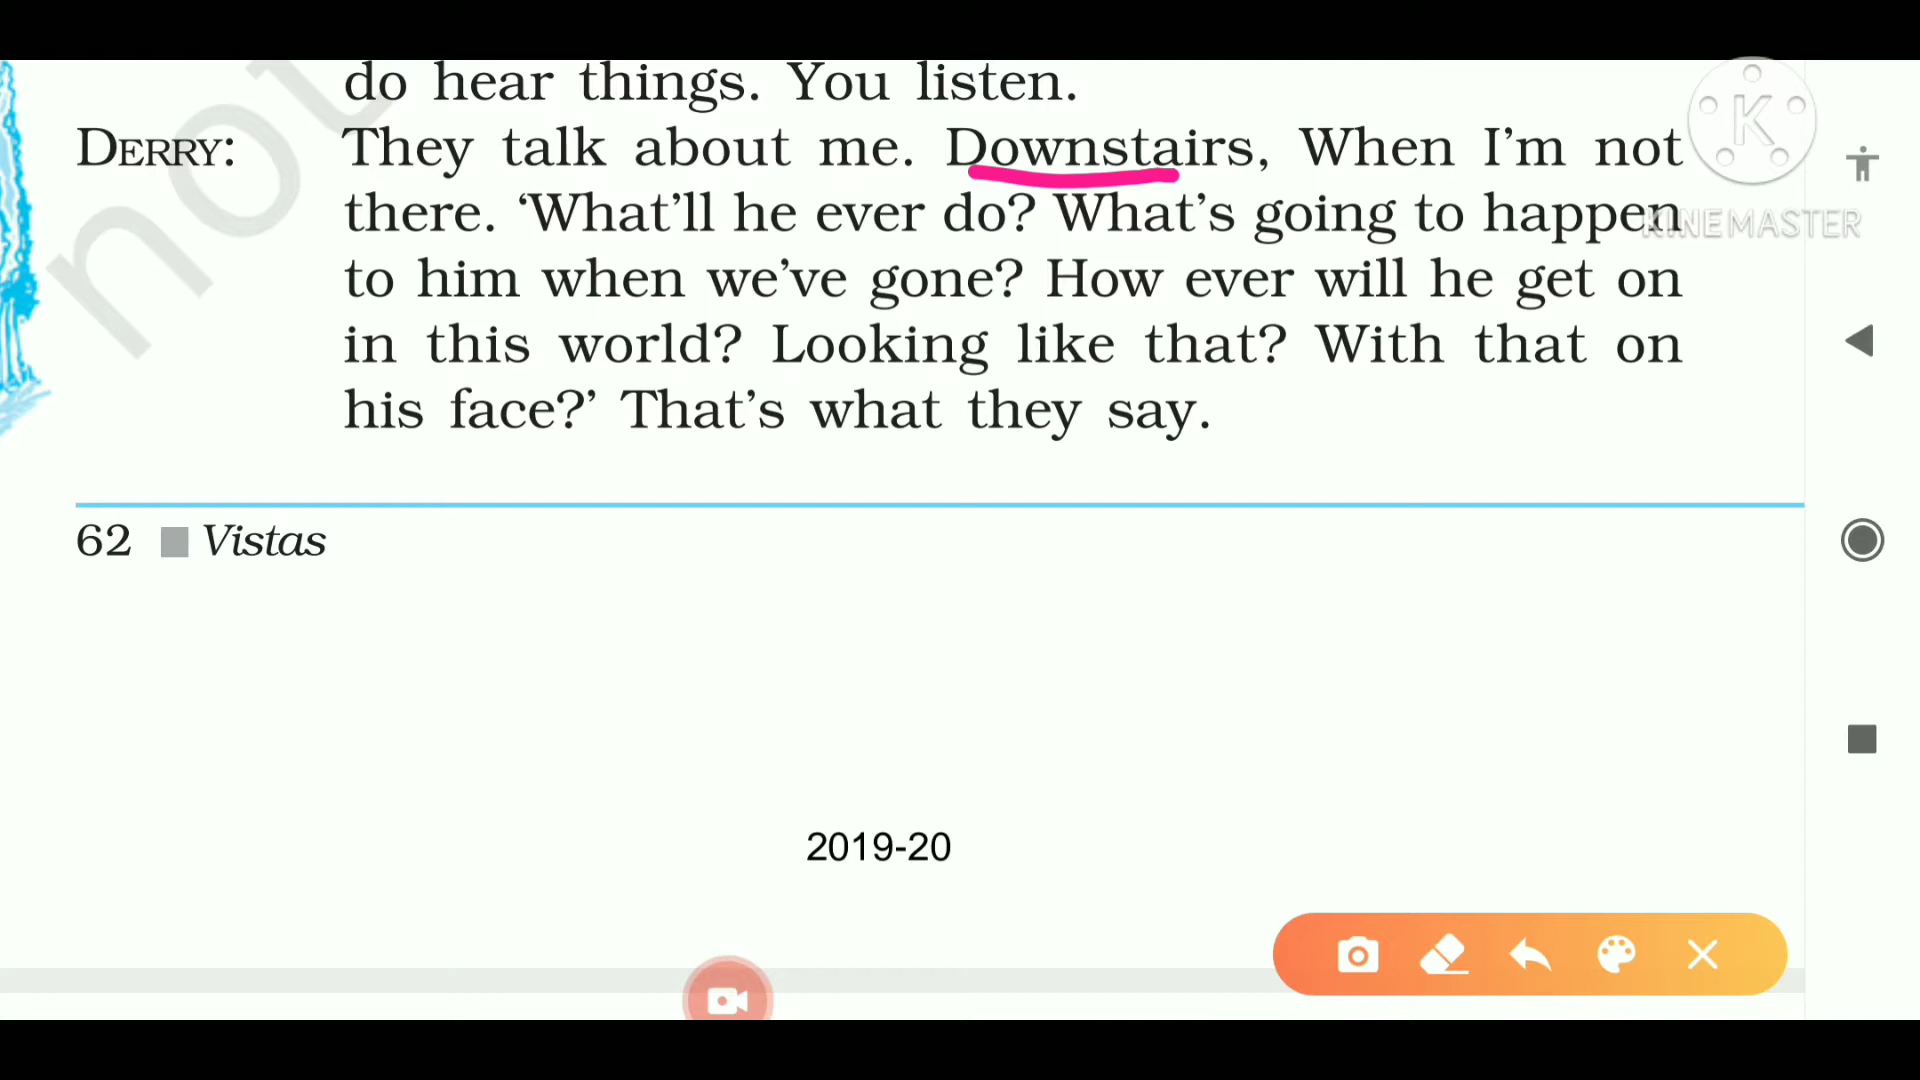 do hear things. You listen.
DERRY: They talk about me. Downstairs, When I'm not
there. ‘What'll he ever do? What's going to happen
to him when we've gone? How ever will he get on
in this world? Looking like that? With that on
his face?’ That's what they say.
62 Vistas
2019-20
not
K
KINEMASTER